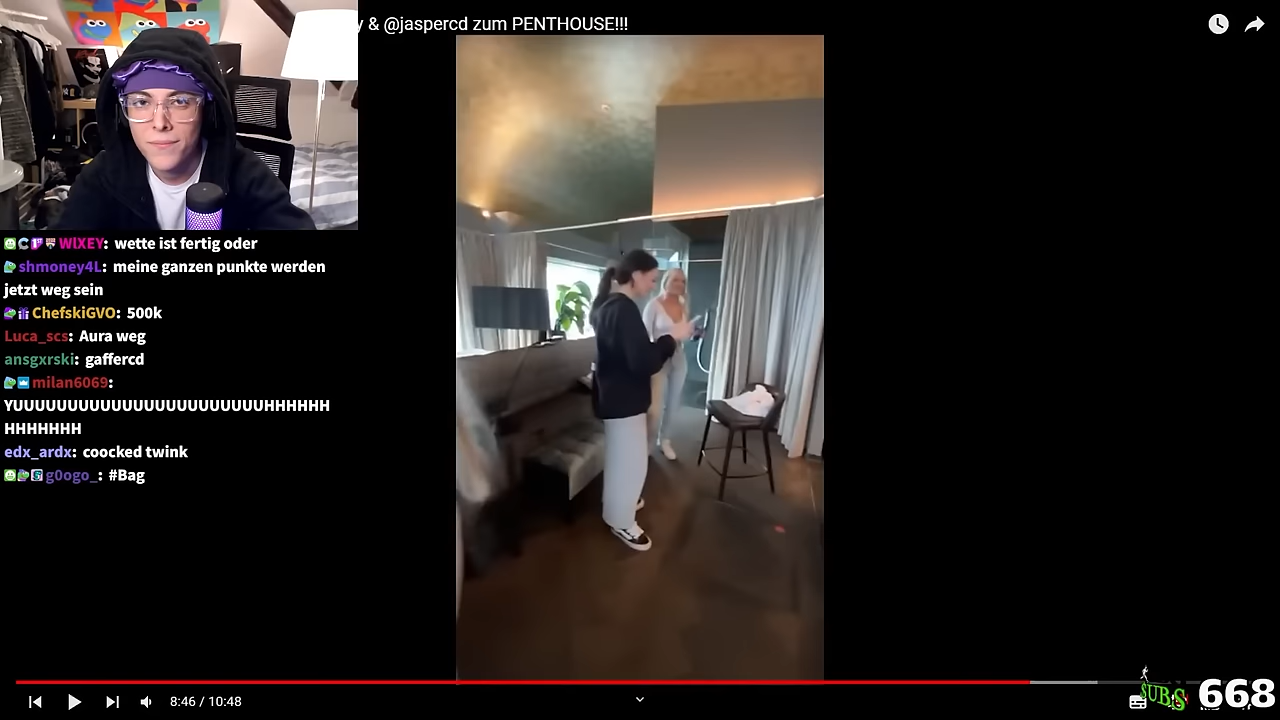 y & @jaspercd zum PENTHOUSE!!!
WIXEY: wette ist fertig oder
shmoney4L: meine ganzen punkte werden
jetzt weg sein
ChefskiGVO: 500k
Luca_scs: Aura weg
ansgxrski: gaffercd
milan6069:
YUUUUUUUUUUUUUUUUUUUUUUUHHHHHH
HHHHHHH
edx_ardx: coocked twink
g0ogo_: #Bag
8:46 / 10:48
SUBS 668